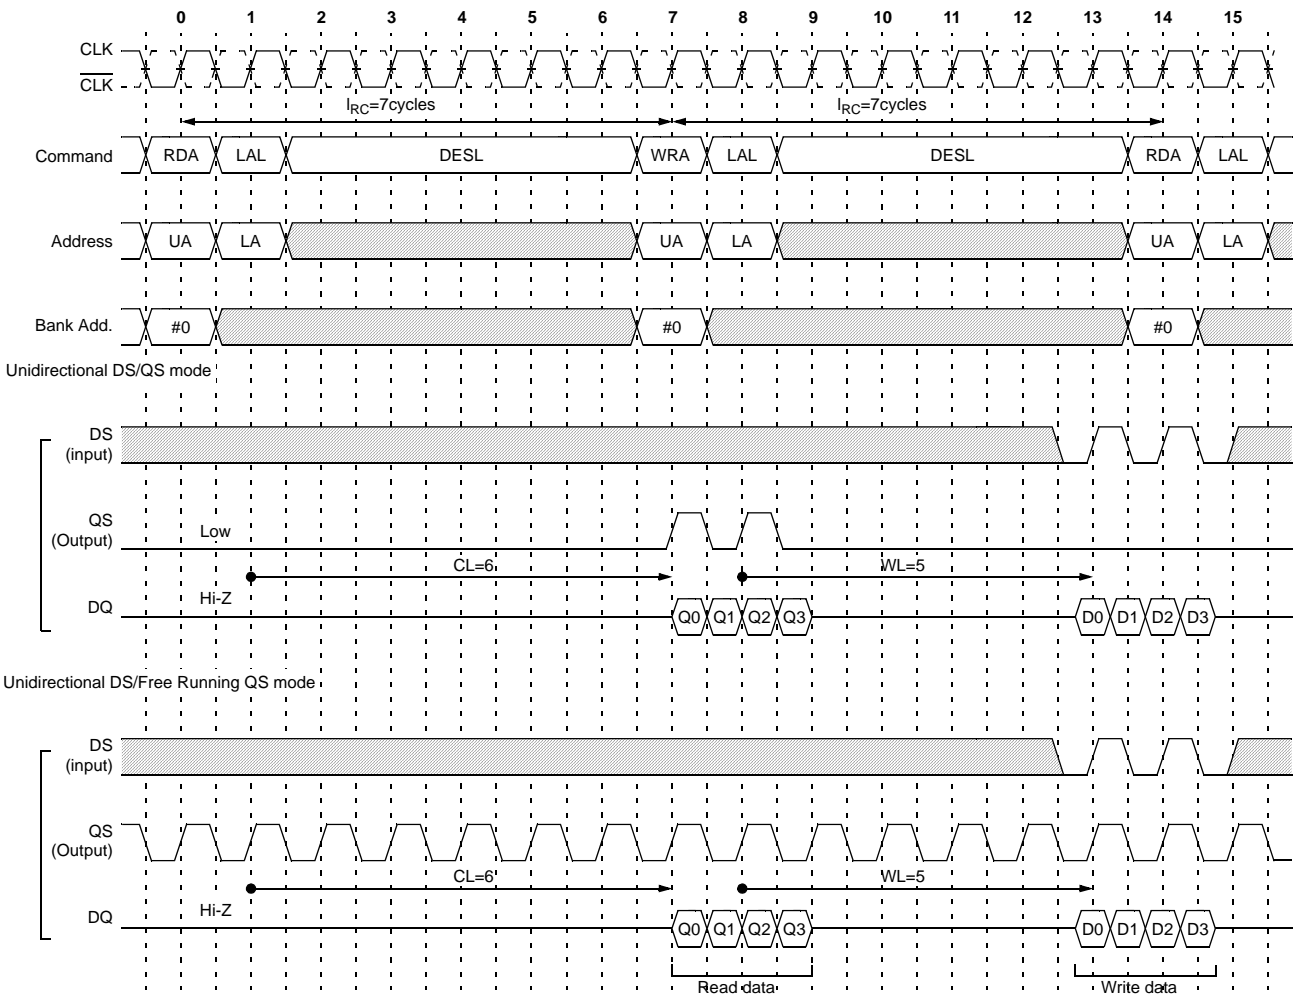 0 1 2 3 4 5 6 7 8 9 10 11 12 13 14 15
CLK
CLK
IRC=7cycles IRC=7cycles
Command RDA LAL DESL WRA LAL DESL RDA LAL
Address UA LA UA LA UA LA
Bank Add. #0 #0 #0
Unidirectional DS/QS mode
DS
(input)
QS
(Output) Low
CL=6 WL=5
Hi-Z
DQ Q0 Q1 Q2 Q3 D0 D1 D2 D3
Unidirectional DS/Free Running QS mode
DS
(input)
QS
(Output)
CL=6 WL=5
Hi-Z
DQ Q0 Q1 Q2 Q3 D0 D1 D2 D3
Read data Write data